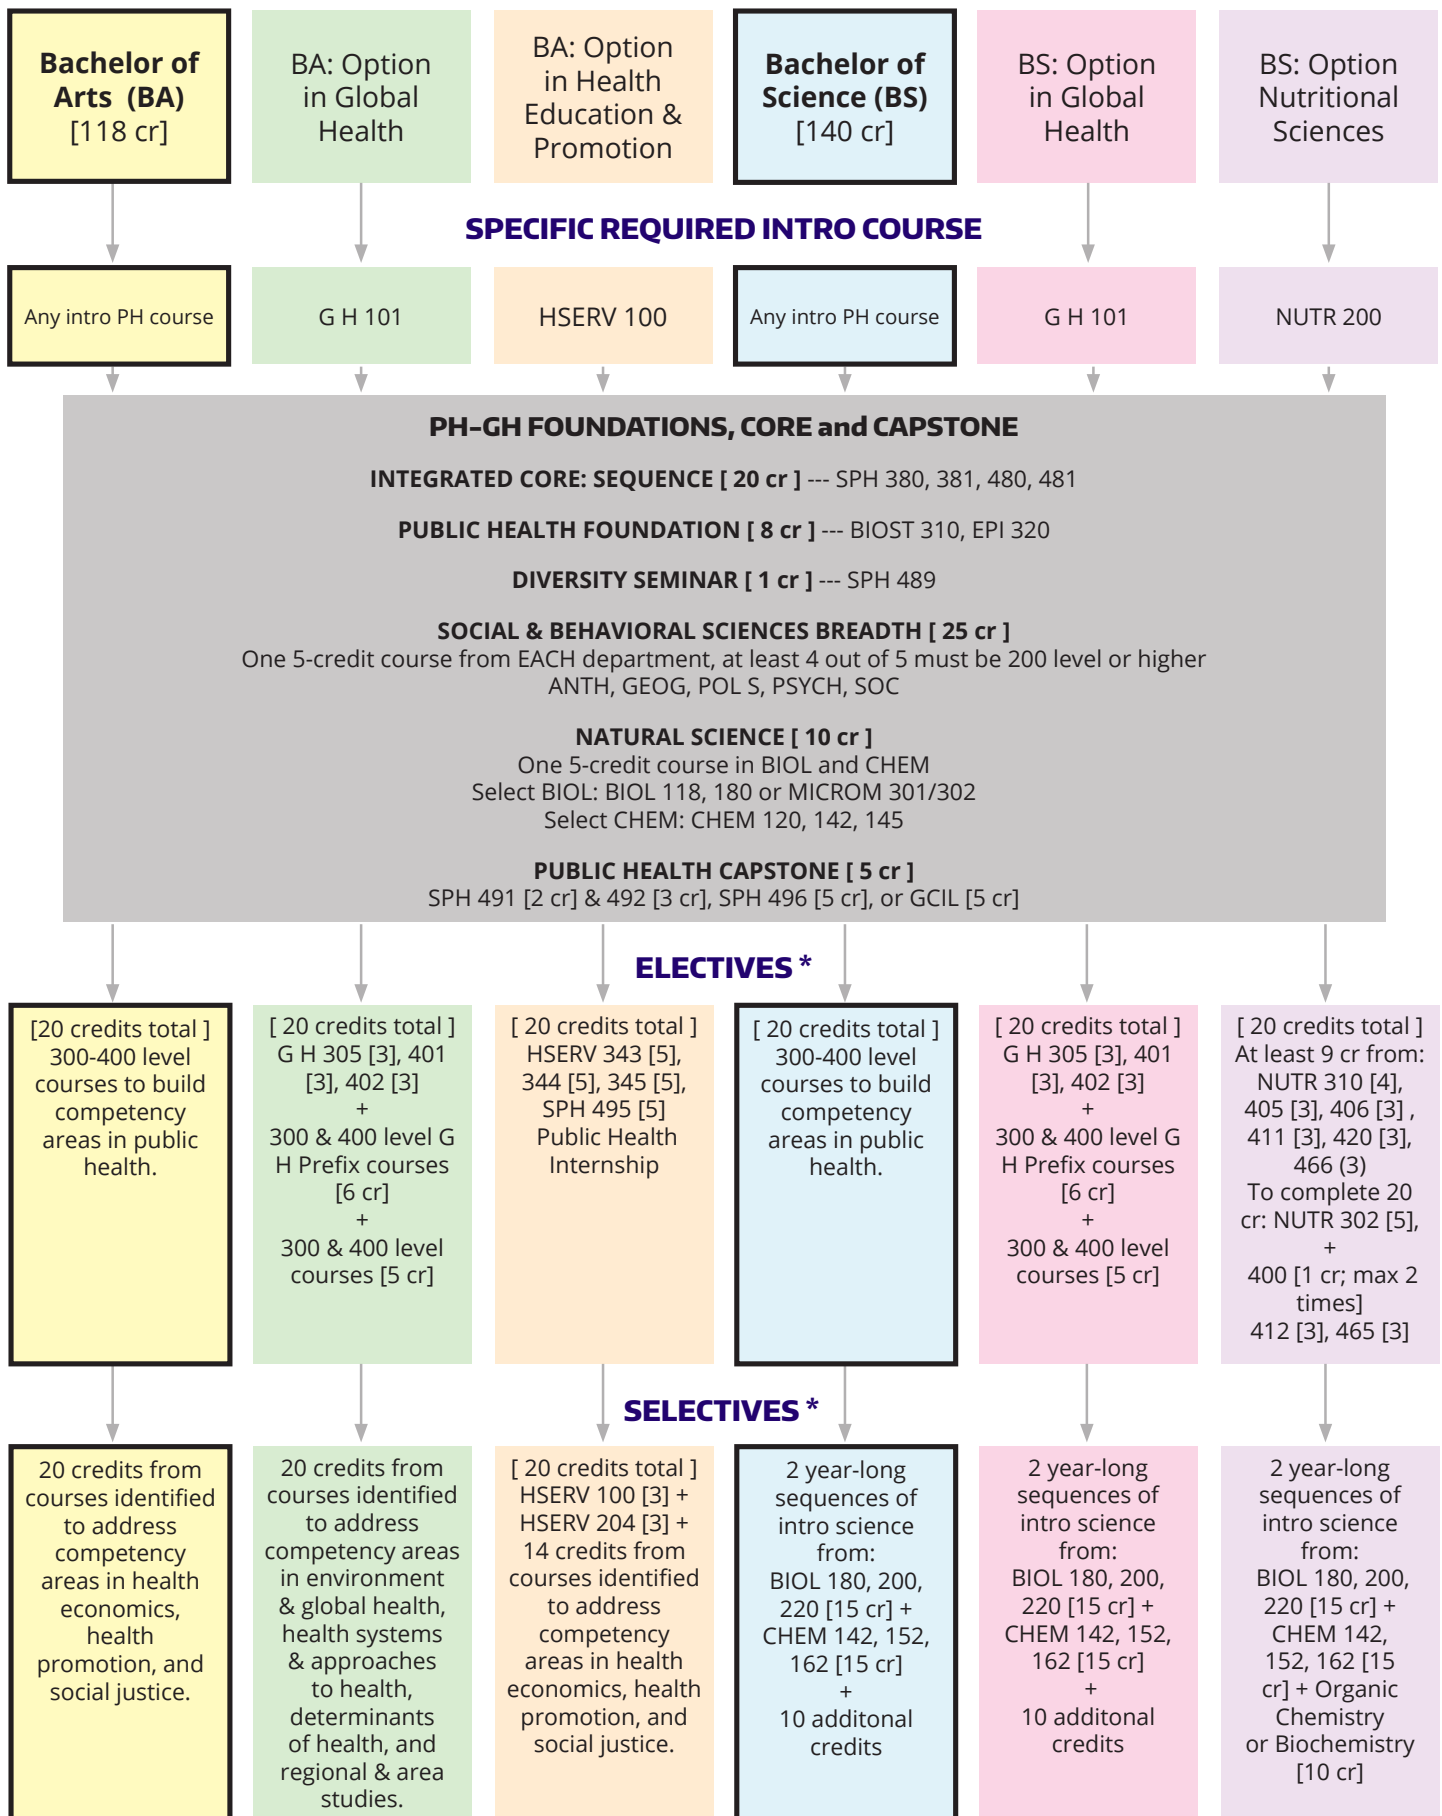 Bachelor of
Arts  (BA)
[118 cr]
BA: Option
in Global
Health
BA: Option
in Health
Education &
Promotion
Bachelor of
Science (BS)
[140 cr]
BS: Option
in Global
Health
BS: Option
Nutritional
Sciences
SPECIFIC REQUIRED INTRO COURSE
Any intro PH course
G H 101
HSERV 100
Any intro PH course
G H 101
NUTR 200
PH-GH FOUNDATIONS, CORE and CAPSTONE
INTEGRATED CORE: SEQUENCE [ 20 cr ] --- SPH 380, 381, 480, 481
PUBLIC HEALTH FOUNDATION [ 8 cr ] --- BIOST 310, EPI 320
DIVERSITY SEMINAR [ 1 cr ] --- SPH 489
SOCIAL & BEHAVIORAL SCIENCES BREADTH [ 25 cr ]
One 5-credit course from EACH department, at least 4 out of 5 must be 200 level or higher
ANTH, GEOG, POL S, PSYCH, SOC
NATURAL SCIENCE [ 10 cr ]
One 5-credit course in BIOL and CHEM
Select BIOL: BIOL 118, 180 or MICROM 301/302
Select CHEM: CHEM 120, 142, 145
PUBLIC HEALTH CAPSTONE [ 5 cr ]
SPH 491 [2 cr] & 492 [3 cr], SPH 496 [5 cr], or GCIL [5 cr]
ELECTIVES *
[20 credits total ]
300-400 level
courses to build
competency
areas in public
health.
[ 20 credits total ]
G H 305 [3], 401
[3], 402 [3]
+
300 & 400 level G
H Prefix courses
[6 cr]
+
300 & 400 level
courses [5 cr]
[ 20 credits total ]
HSERV 343 [5],
344 [5], 345 [5],
SPH 495 [5]
Public Health
Internship
[ 20 credits total ]
300-400 level
courses to build
competency
areas in public
health.
[ 20 credits total ]
G H 305 [3], 401
[3], 402 [3]
+
300 & 400 level G
H Prefix courses
[6 cr]
+
300 & 400 level
courses [5 cr]
[ 20 credits total ]
At least 9 cr from:
NUTR 310 [4],
405 [3], 406 [3] ,
411 [3], 420 [3],
466 (3)
To complete 20
cr: NUTR 302 [5],
+
400 [1 cr; max 2
times]
412 [3], 465 [3]
SELECTIVES *
20 credits from
courses identified
to address
competency
areas in health
economics,
health
promotion, and
social justice.
20 credits from
courses identified
to address
competency areas
in environment
& global health,
health systems
& approaches
to health,
determinants
of health, and
regional & area
studies.
[ 20 credits total ]
HSERV 100 [3] +
HSERV 204 [3] +
14 credits from
courses identified
to address
competency
areas in health
economics, health
promotion, and
social justice.
2 year-long
sequences of
intro science
from:
BIOL 180, 200,
220 [15 cr] +
CHEM 142, 152,
162 [15 cr]
+
10 additonal
credits
2 year-long
sequences of
intro science
from:
BIOL 180, 200,
220 [15 cr] +
CHEM 142, 152,
162 [15 cr]
+
10 additonal
credits
2 year-long
sequences of
intro science
from:
BIOL 180, 200,
220 [15 cr] +
CHEM 142,
152, 162 [15
cr] + Organic
Chemistry
or Biochemistry
[10 cr]